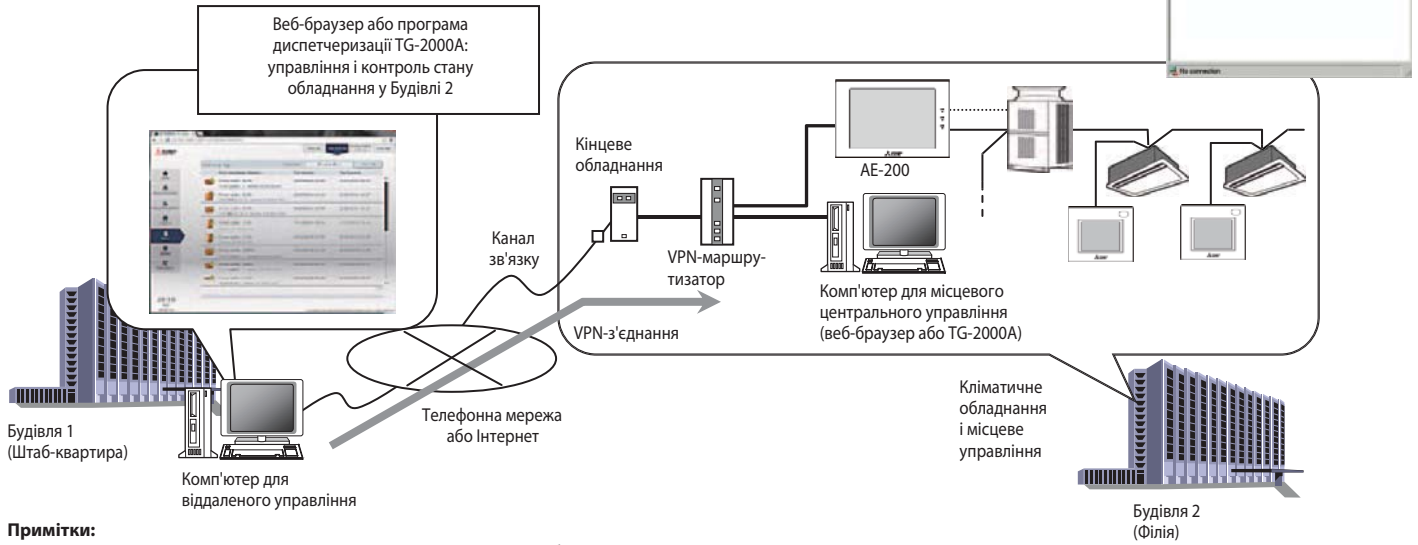 Веб-браузер або програма
диспетчеризації TG-2000A:
управління і контроль стану
обладнання у Будівлі 2
No connection
Кінцеве
обладнання
AE-200
Канал
зв'язку
VPN-маршру-
тизатор
Комп'ютер для місцевого
центрального управління
(веб-браузер або TG-2000A)
VPN-з'єднання
Телефонна мережа
або Інтернет
Кліматичне
обладнання
і місцеве
управління
Будівля 1
(Штаб-квартира)
Комп'ютер для
віддаленого управління
Будівля 2
(Філія)
Примітки: